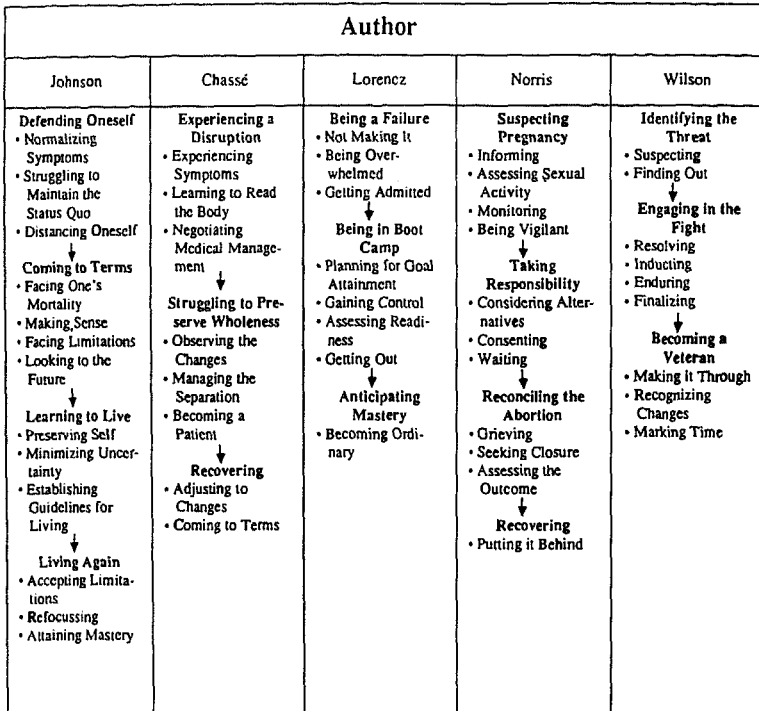 Author
Johnson
Defending Oneself
• Normalizing
Symptoms
• Struggling to
Maintain the
Status Quo
• Distancing Oneself
Coming to Terms
• Facing One's
Mortality
• Making Sense
• Facing Limitations
• Looking to the
Future
Learning to Live
• Preserving Self
• Minimizing Uncer-
tainty
• Establishing
Guidelines for
Living
Living Again
• Accepting Limita-
tions
• Refocussing
• Attaining Mastery
Chassé
Experiencing a
Disruption
• Experiencing
Symptoms
• Learning to Read
the Body
• Negotiating
Medical Manage-
ment
Struggling to Pre-
serve Wholeness
• Observing the
Changes
• Managing the
Separation
• Becoming a
Patient
Recovering
• Adjusting to
Changes
• Coming to Terms
Lorencz
Being a Failure
• Not Making It
• Being Over-
whelmed
• Getting Admitted
Being in Boot
Camp
• Planning for Goal
Attainment
• Gaining Control
• Assessing Readi-
ness
• Getting Out
Anticipating
Mastery
• Becoming Ordi-
nary
Norris
Suspecting
Pregnancy
• Informing
• Assessing Sexual
Activity
• Monitoring
• Being Vigilant
Taking
Responsibility
• Considering Alter-
natives
• Consenting
• Waiting
Reconciling the
Abortion
• Grieving
• Seeking Closure
• Assessing the
Outcome
Recovering
• Putting it Behind
Wilson
Identifying the
Threat
• Suspecting
• Finding Out
Engaging in the
Fight
• Resolving
• Inducting
• Enduring
• Finalizing
Becoming a
Veteran
• Making it Through
• Recognizing
Changes
• Marking Time